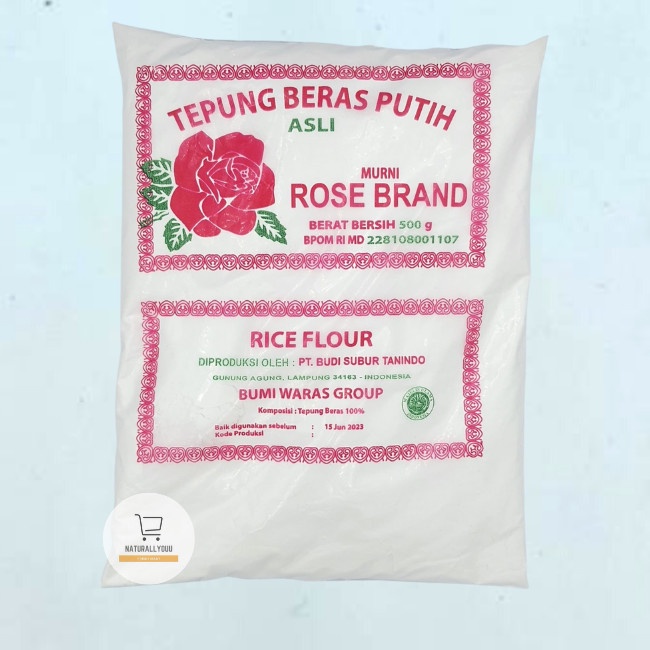 TEPUNG BERAS PUTIH
ASLI
MURNI
ROSE BRAND
BERAT BERSIH 500 g
BPOM RI MD 228108001107
RICE FLOUR
DIPRODUKSI OLEH : PT. BUDI SUBUR TANINDO
GUNUNG AGUNG, LAMPUNG 34163 - INDONESIA
BUMI WARAS GROUP
Komposisi : Tepung Beras 100%
Baik digunakan sebelum : 15 Jun 2023
Kode Produksi :
NATURALLYOUU